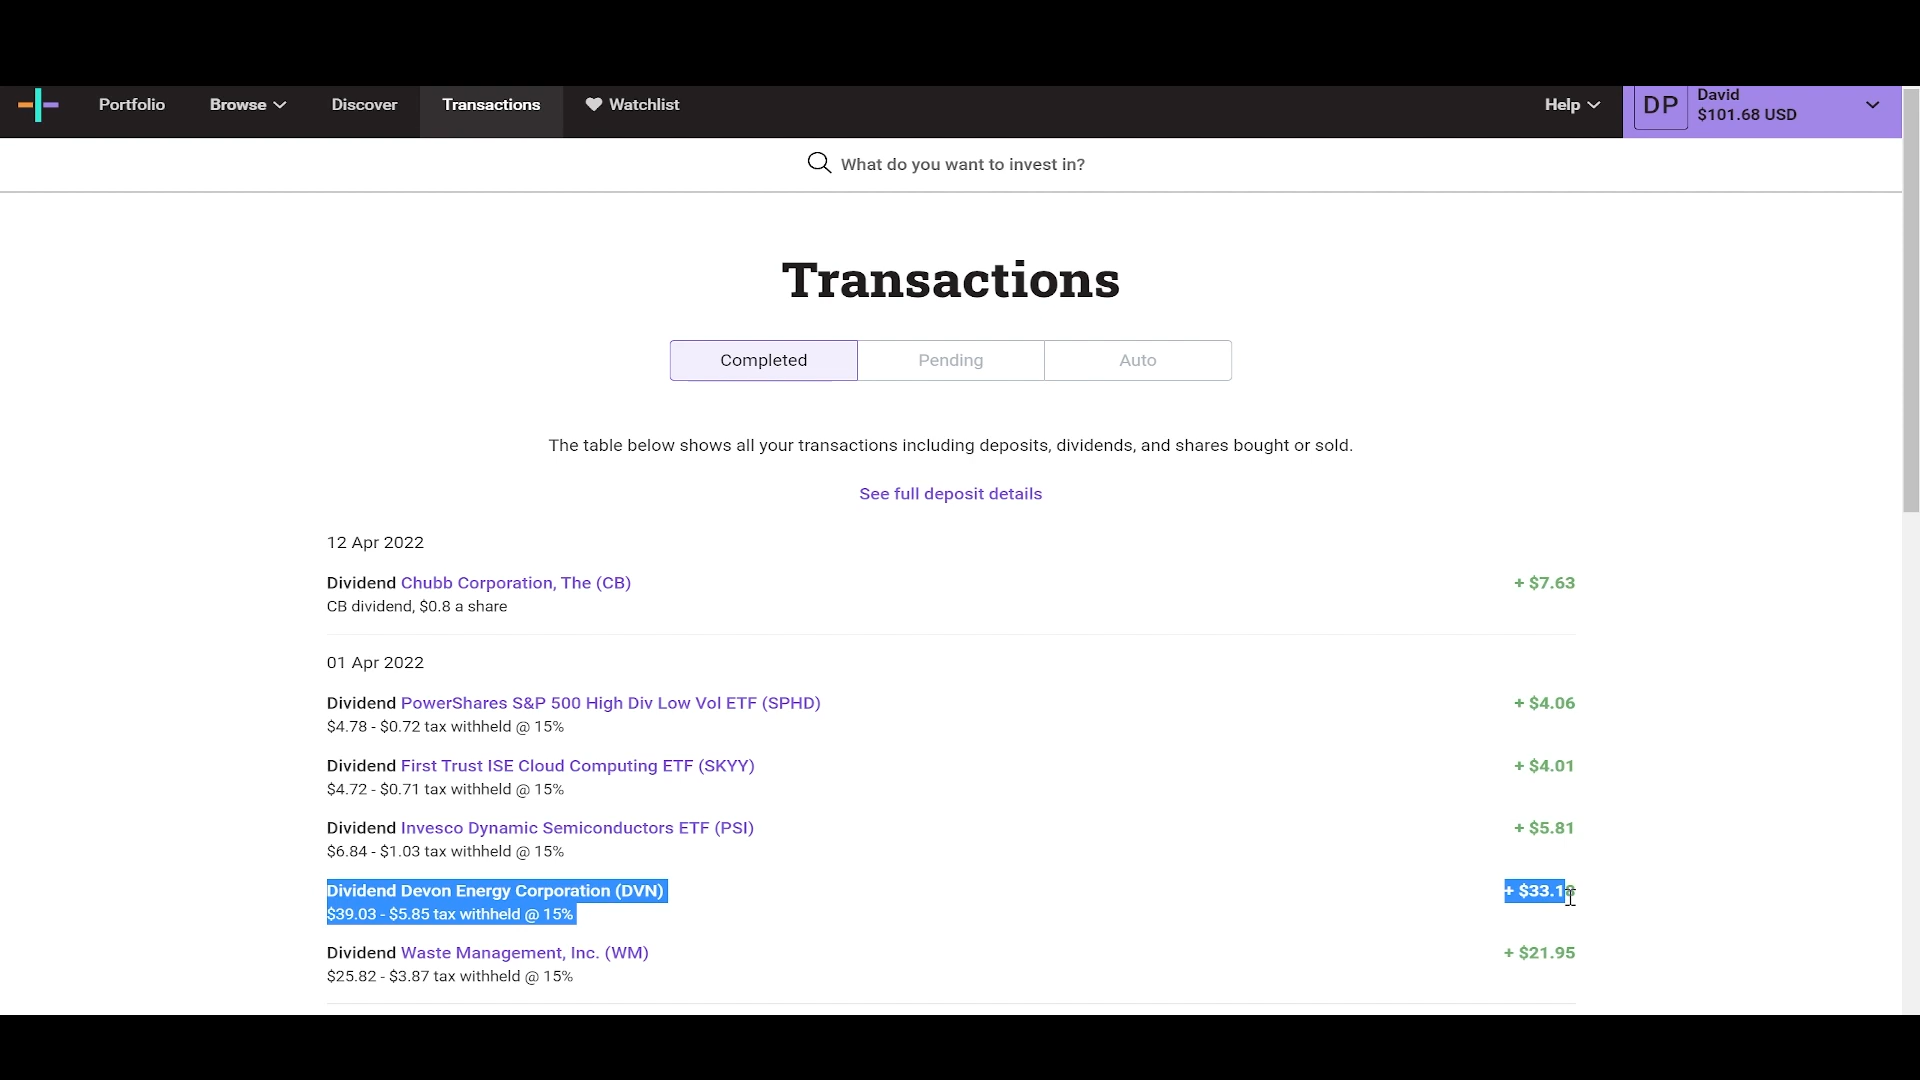 Portfolio Browse Discover Transactions Watchlist Help DP David
$101.68 USD
What do you want to invest in?
Transactions
Completed Pending Auto
The table below shows all your transactions including deposits, dividends, and shares bought or sold.
See full deposit details
12 Apr 2022
Dividend Chubb Corporation, The (CB) + $7.63
CB dividend, $0.8 a share
01 Apr 2022
Dividend PowerShares S&P 500 High Div Low Vol ETF (SPHD) + $4.06
$4.78 - $0.72 tax withheld @ 15%
Dividend First Trust ISE Cloud Computing ETF (SKYY) + $4.01
$4.72 - $0.71 tax withheld @ 15%
Dividend Invesco Dynamic Semiconductors ETF (PSI) + $5.81
$6.84 - $1.03 tax withheld @ 15%
Dividend Devon Energy Corporation (DVN) + $33.18
$39.03 - $5.85 tax withheld @ 15%
Dividend Waste Management, Inc. (WM) + $21.95
$25.82 - $3.87 tax withheld @ 15%